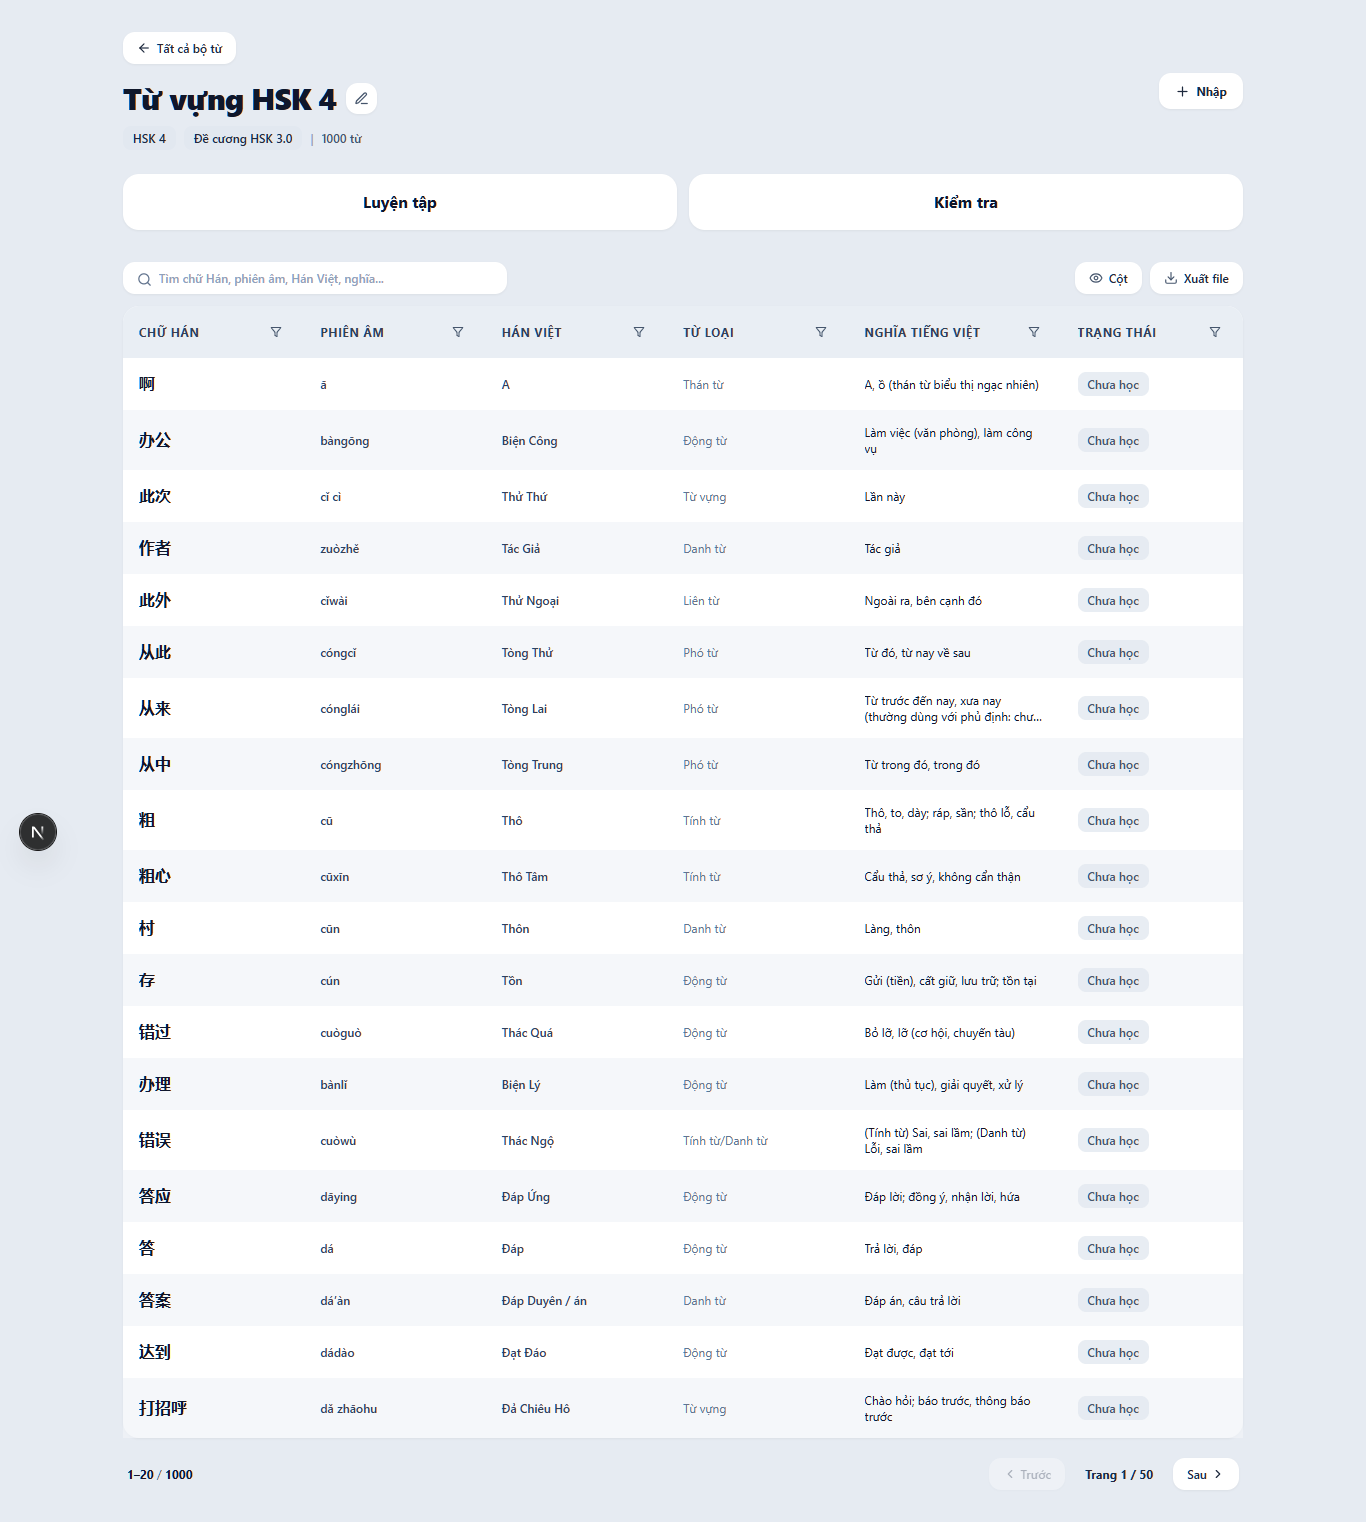 Tất cả bộ từ
Từ vựng HSK 4
Nhập
HSK 4 Đề cương HSK 3.0 | 1000 từ
Luyện tập Kiểm tra
Tìm chữ Hán, phiên âm, Hán Việt, nghĩa... Cột Xuất file
CHỮ HÁN PHIÊN ÂM HÁN VIỆT TỪ LOẠI NGHĨA TIẾNG VIỆT TRẠNG THÁI
啊 ā A Thán từ A, ồ (thán từ biểu thị ngạc nhiên) Chưa học
办公 bàngōng Biện Công Động từ Làm việc (văn phòng), làm công
vụ Chưa học
此次 cǐ cì Thử Thứ Từ vựng Lần này Chưa học
作者 zuòzhě Tác Giả Danh từ Tác giả Chưa học
此外 cǐwài Thử Ngoại Liên từ Ngoài ra, bên cạnh đó Chưa học
从此 cóngcǐ Tòng Thử Phó từ Từ đó, từ nay về sau Chưa học
从来 cónglái Tòng Lai Phó từ Từ trước đến nay, xưa nay
(thường dùng với phủ định: chư... Chưa học
从中 cóngzhōng Tòng Trung Phó từ Từ trong đó, trong đó Chưa học
粗 cū Thô Tính từ Thô, to, dày; ráp, sần; thô lỗ, cẩu
thả Chưa học
粗心 cūxīn Thô Tâm Tính từ Cẩu thả, sơ ý, không cẩn thận Chưa học
村 cūn Thôn Danh từ Làng, thôn Chưa học
存 cún Tồn Động từ Gửi (tiền), cất giữ, lưu trữ; tồn tại Chưa học
错过 cuòguò Thác Quá Động từ Bỏ lỡ, lỡ (cơ hội, chuyến tàu) Chưa học
办理 bànlǐ Biện Lý Động từ Làm (thủ tục), giải quyết, xử lý Chưa học
错误 cuòwù Thác Ngộ Tính từ/Danh từ (Tính từ) Sai, sai lầm; (Danh từ)
Lỗi, sai lầm Chưa học
答应 dāying Đáp Ứng Động từ Đáp lời; đồng ý, nhận lời, hứa Chưa học
答 dá Đáp Động từ Trả lời, đáp Chưa học
答案 dá'àn Đáp Duyên / án Danh từ Đáp án, câu trả lời Chưa học
达到 dádào Đạt Đáo Động từ Đạt được, đạt tới Chưa học
打招呼 dǎ zhāohu Đả Chiêu Hô Từ vựng Chào hỏi; báo trước, thông báo
trước Chưa học
1–20 / 1000 Trước Trang 1 / 50 Sau